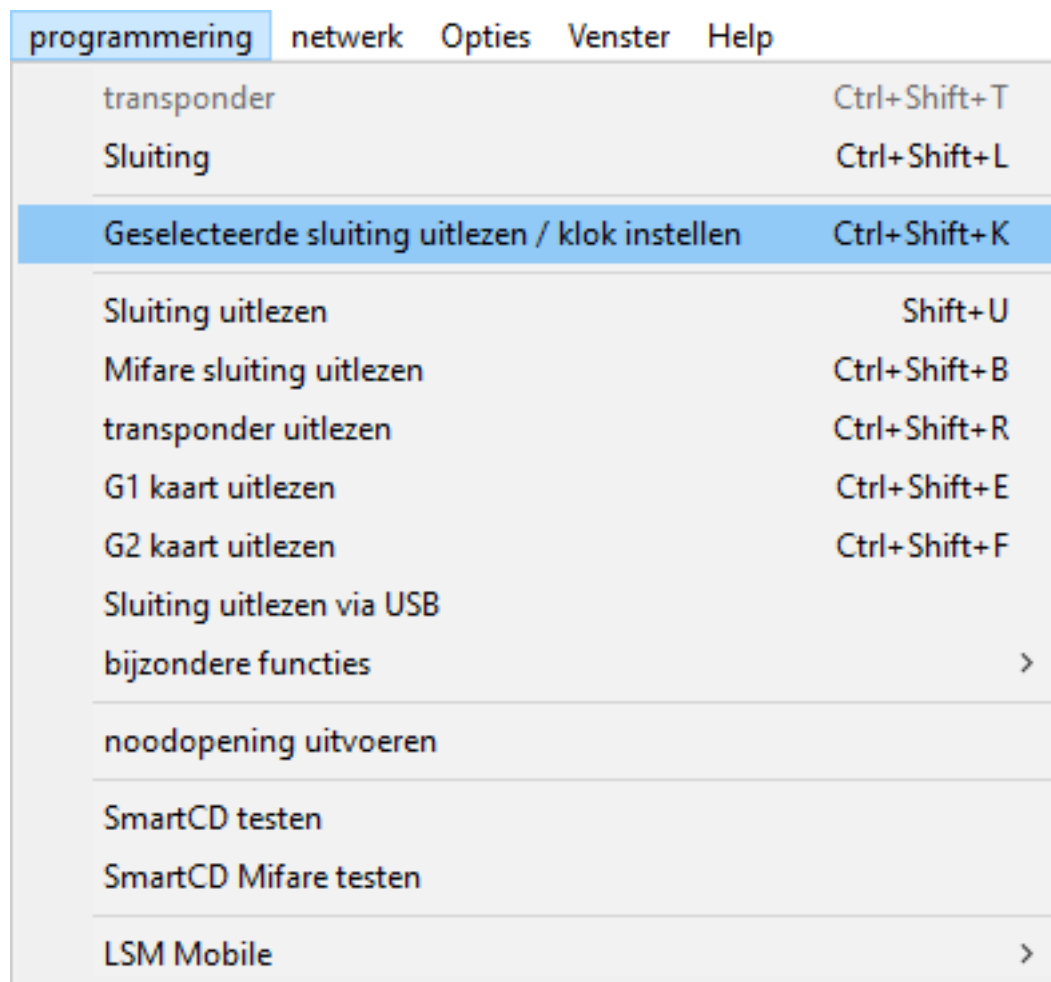 programmering netwerk Opties Venster Help
transponder Ctrl+Shift+T
Sluiting Ctrl+Shift+L
Geselecteerde sluiting uitlezen / klok instellen Ctrl+Shift+K
Sluiting uitlezen Shift+U
Mifare sluiting uitlezen Ctrl+Shift+B
transponder uitlezen Ctrl+Shift+R
G1 kaart uitlezen Ctrl+Shift+E
G2 kaart uitlezen Ctrl+Shift+F
Sluiting uitlezen via USB
bijzondere functies
noodopening uitvoeren
SmartCD testen
SmartCD Mifare testen
LSM Mobile